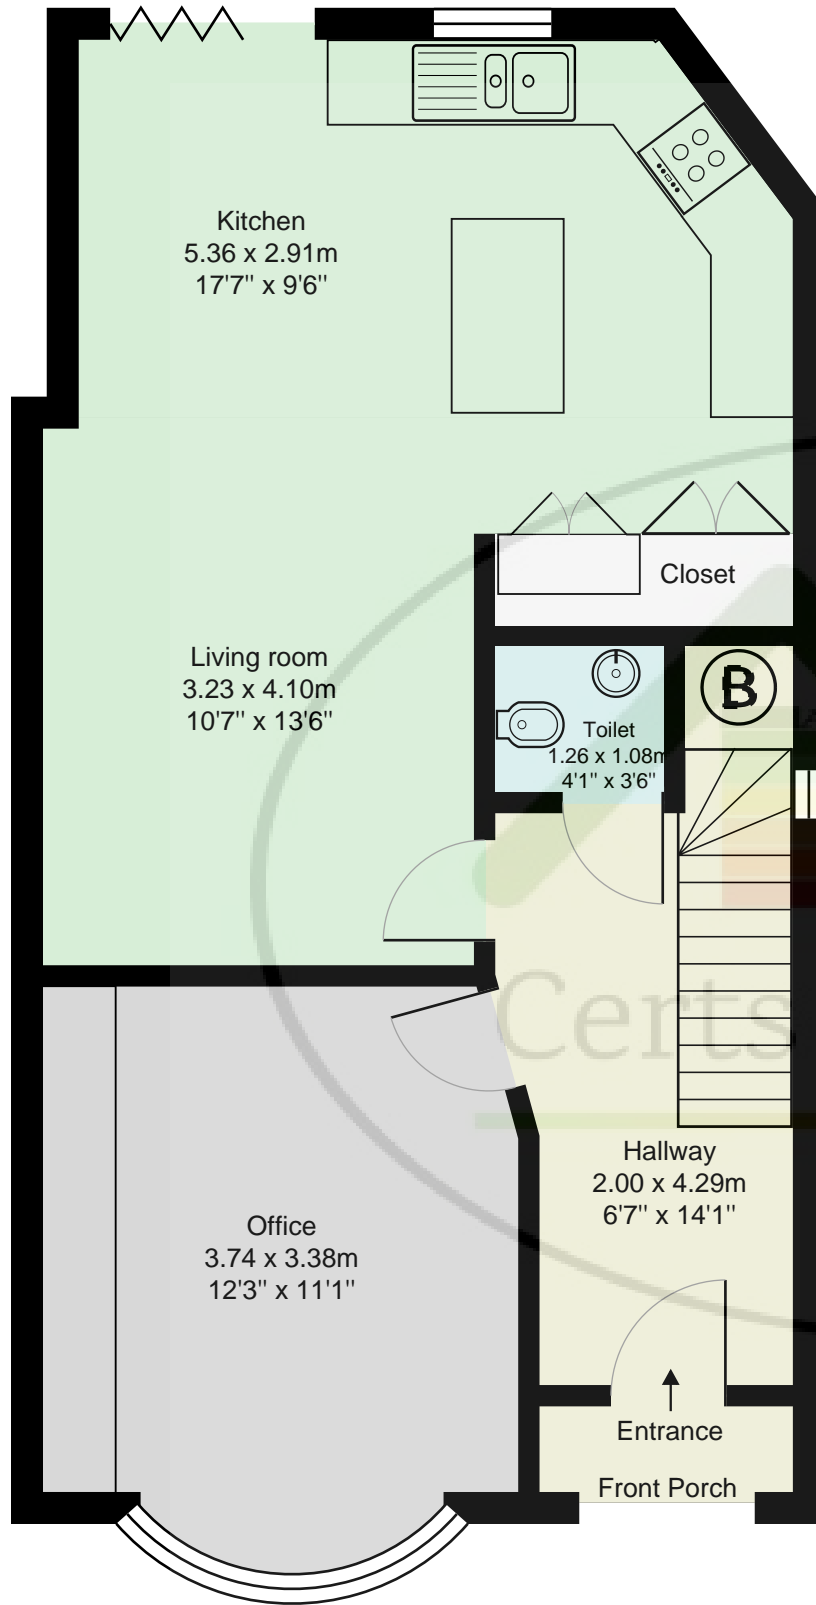 Kitchen
5.36 x 2.91m
17'7" x 9'6"
Closet
Living room
3.23 x 4.10m
10'7" x 13'6"
B
Toilet
1.26 x 1.08m
4'1" x 3'6"
Certs
Hallway
2.00 x 4.29m
6'7" x 14'1"
Office
3.74 x 3.38m
12'3" x 11'1"
Entrance
Front Porch